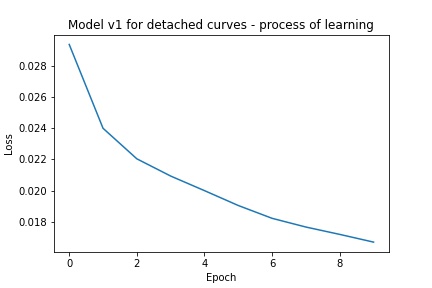 Model v1 for detached curves - process of learning
0.028
0.026
0.024
0.022
0.020
0.018
Loss
0 2 4 6 8
Epoch